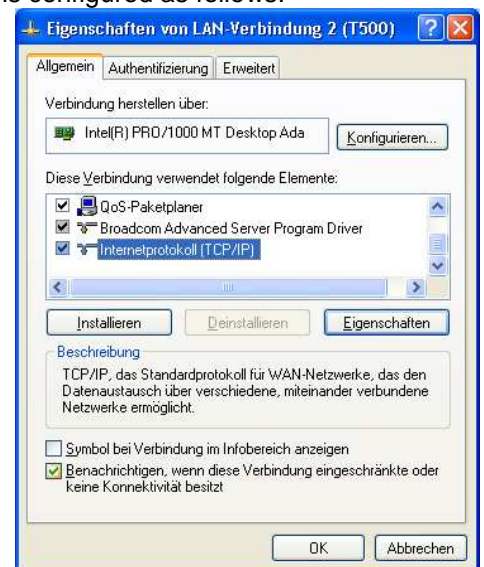 is configured as follows:
Eigenschaften von LAN-Verbindung 2 (T500)
Allgemein Authentifizierung Erweitert
Verbindung herstellen über:
Intel(R) PRO/1000 MT Desktop Ada
Konfigurieren...
Diese Verbindung verwendet folgende Elemente:
QoS-Paketplaner
Broadcom Advanced Server Program Driver
Internetprotokoll (TCP/IP)
Installieren Deinstallieren Eigenschaften
Beschreibung
TCP/IP, das Standardprotokoll für WAN-Netzwerke, das den
Datenaustausch über verschiedene, miteinander verbundene
Netzwerke ermöglicht.
Symbol bei Verbindung im Infobereich anzeigen
Benachrichtigen, wenn diese Verbindung eingeschränkte oder
keine Konnektivität besitzt
OK Abbrechen